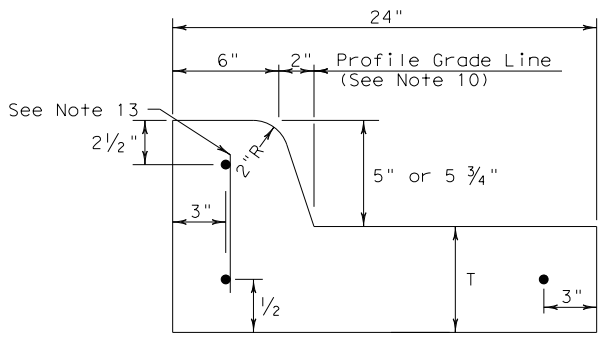 24"
6"
2"
Profile Grade Line
(See Note 10)
See Note 13
2½"
2"R
5" or 5 ¾"
3"
T
½
3"